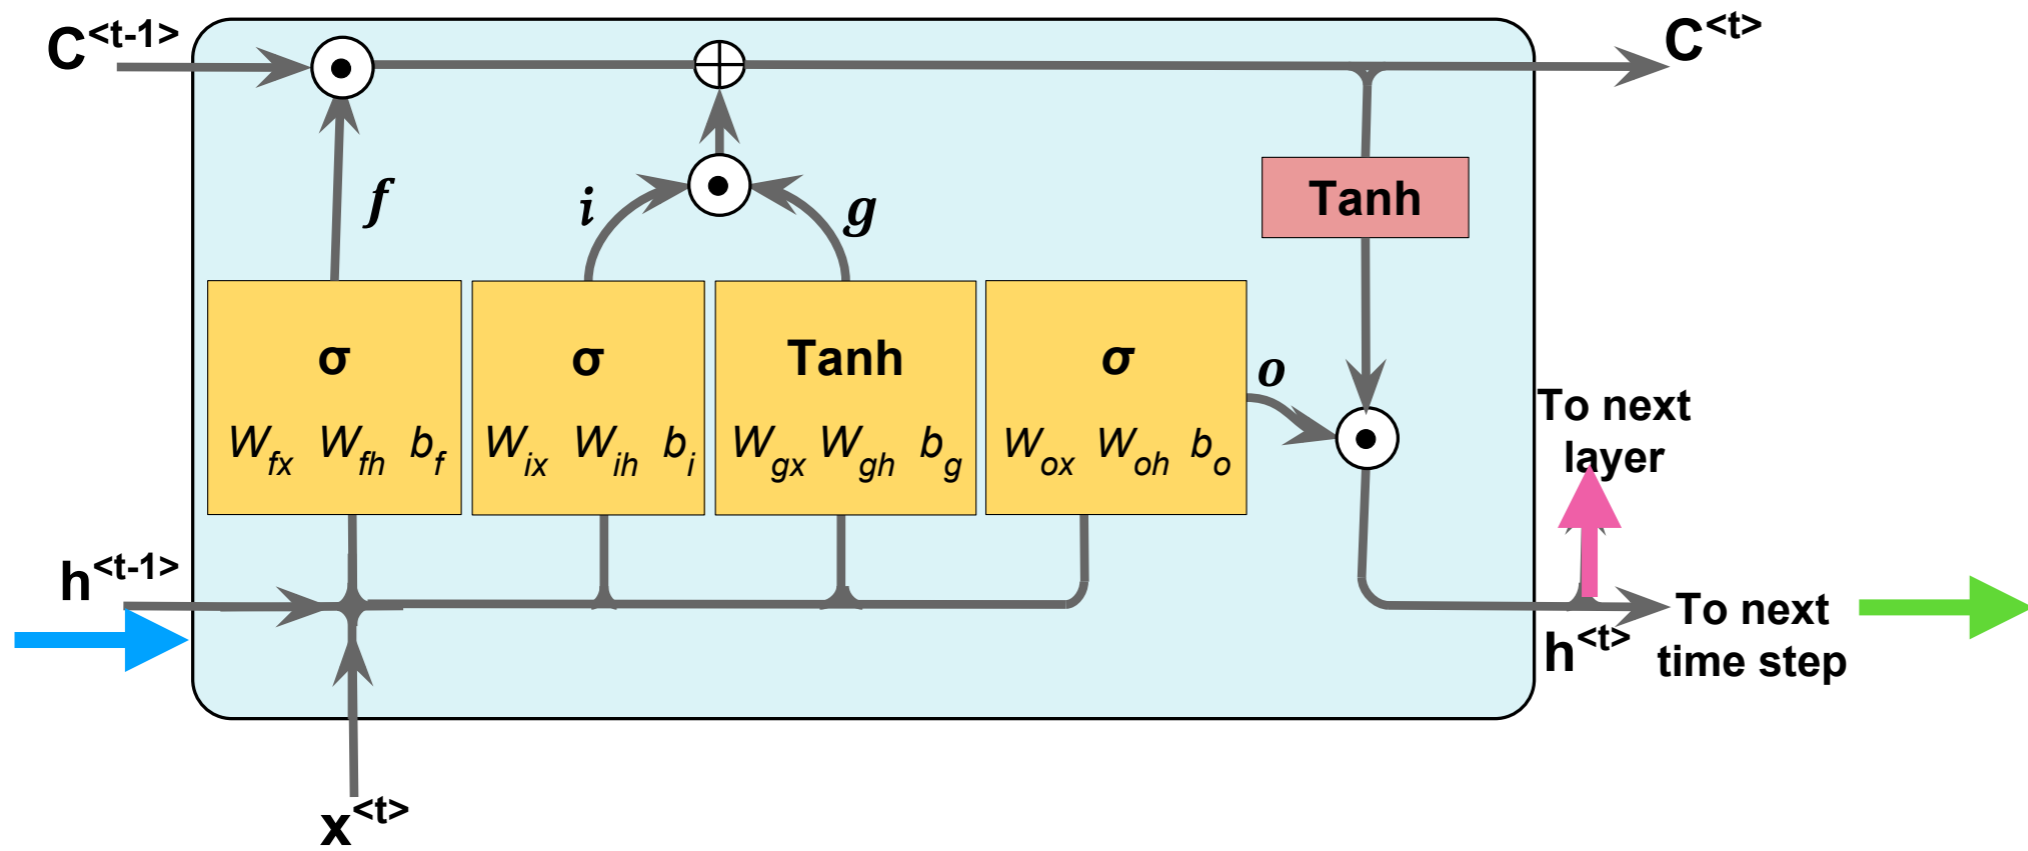 C<t-1>
C<t>
f
i
g
Tanh
σ
W_fx W_fh b_f
σ
W_ix W_ih b_i
Tanh
W_gx W_gh b_g
σ
W_ox W_oh b_o
o
To next
layer
h<t-1>
h<t>
To next
time step
x<t>